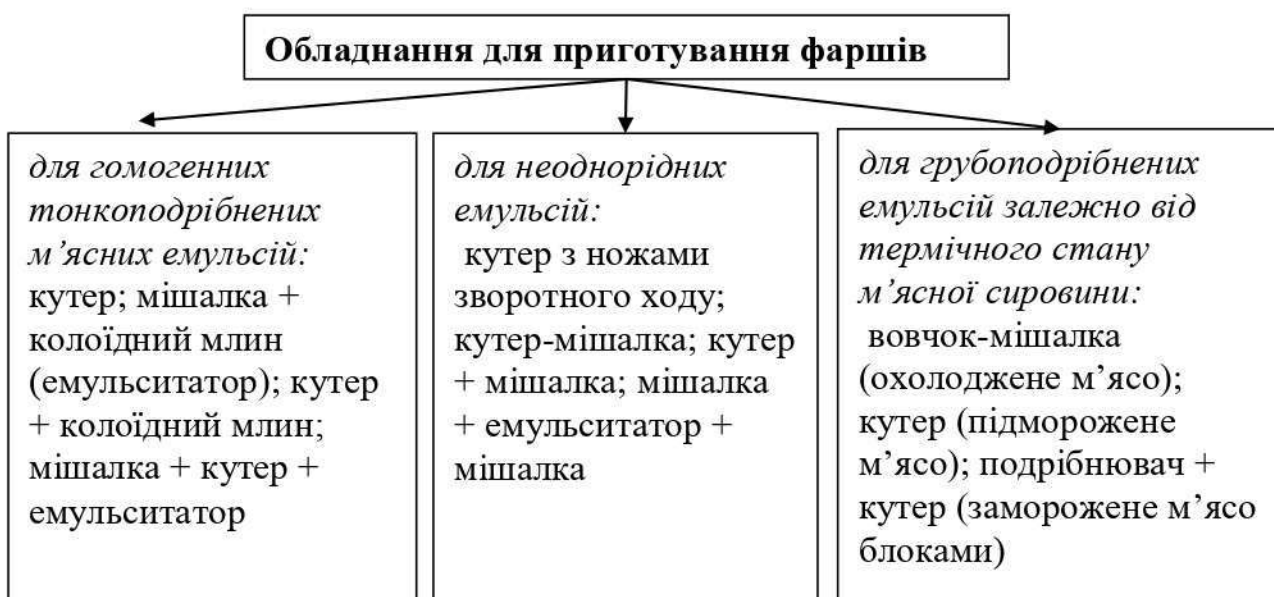 Обладнання для приготування фаршів
для гомогенних
тонкоподрібнених
м’ясних емульсій:
кутер; мішалка +
колоїдний млин
(емульситатор); кутер
+ колоїдний млин;
мішалка + кутер +
емульситатор
для неоднорідних
емульсій:
кутер з ножами
зворотного ходу;
кутер-мішалка; кутер
+ мішалка; мішалка
+ емульситатор +
мішалка
для грубоподрібнених
емульсій залежно від
термічного стану
м’ясної сировини:
вовчок-мішалка
(охолоджене м’ясо);
кутер (підморожене
м’ясо); подрібнювач +
кутер (заморожене м’ясо
блоками)